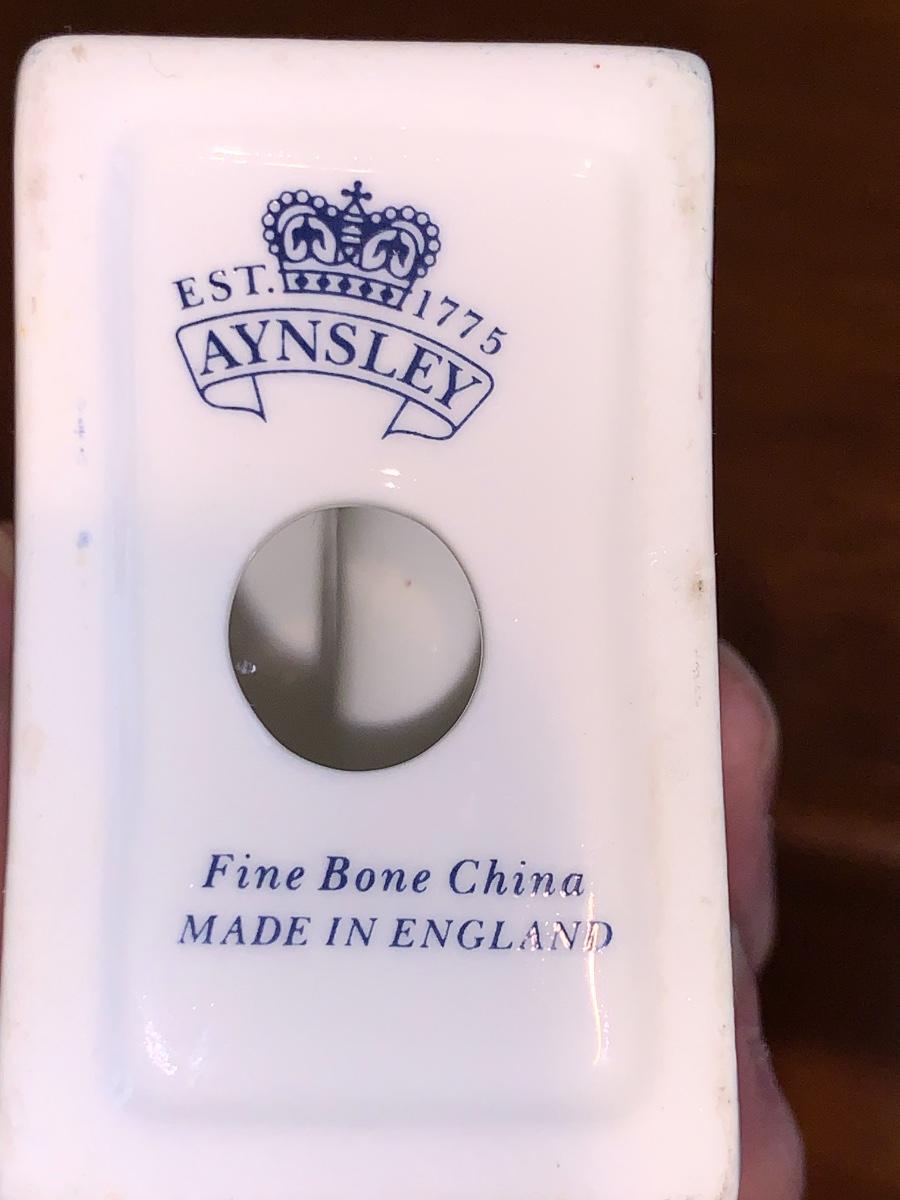 EST. 1775
AYNSLEY
Fine Bone China
MADE IN ENGLAND